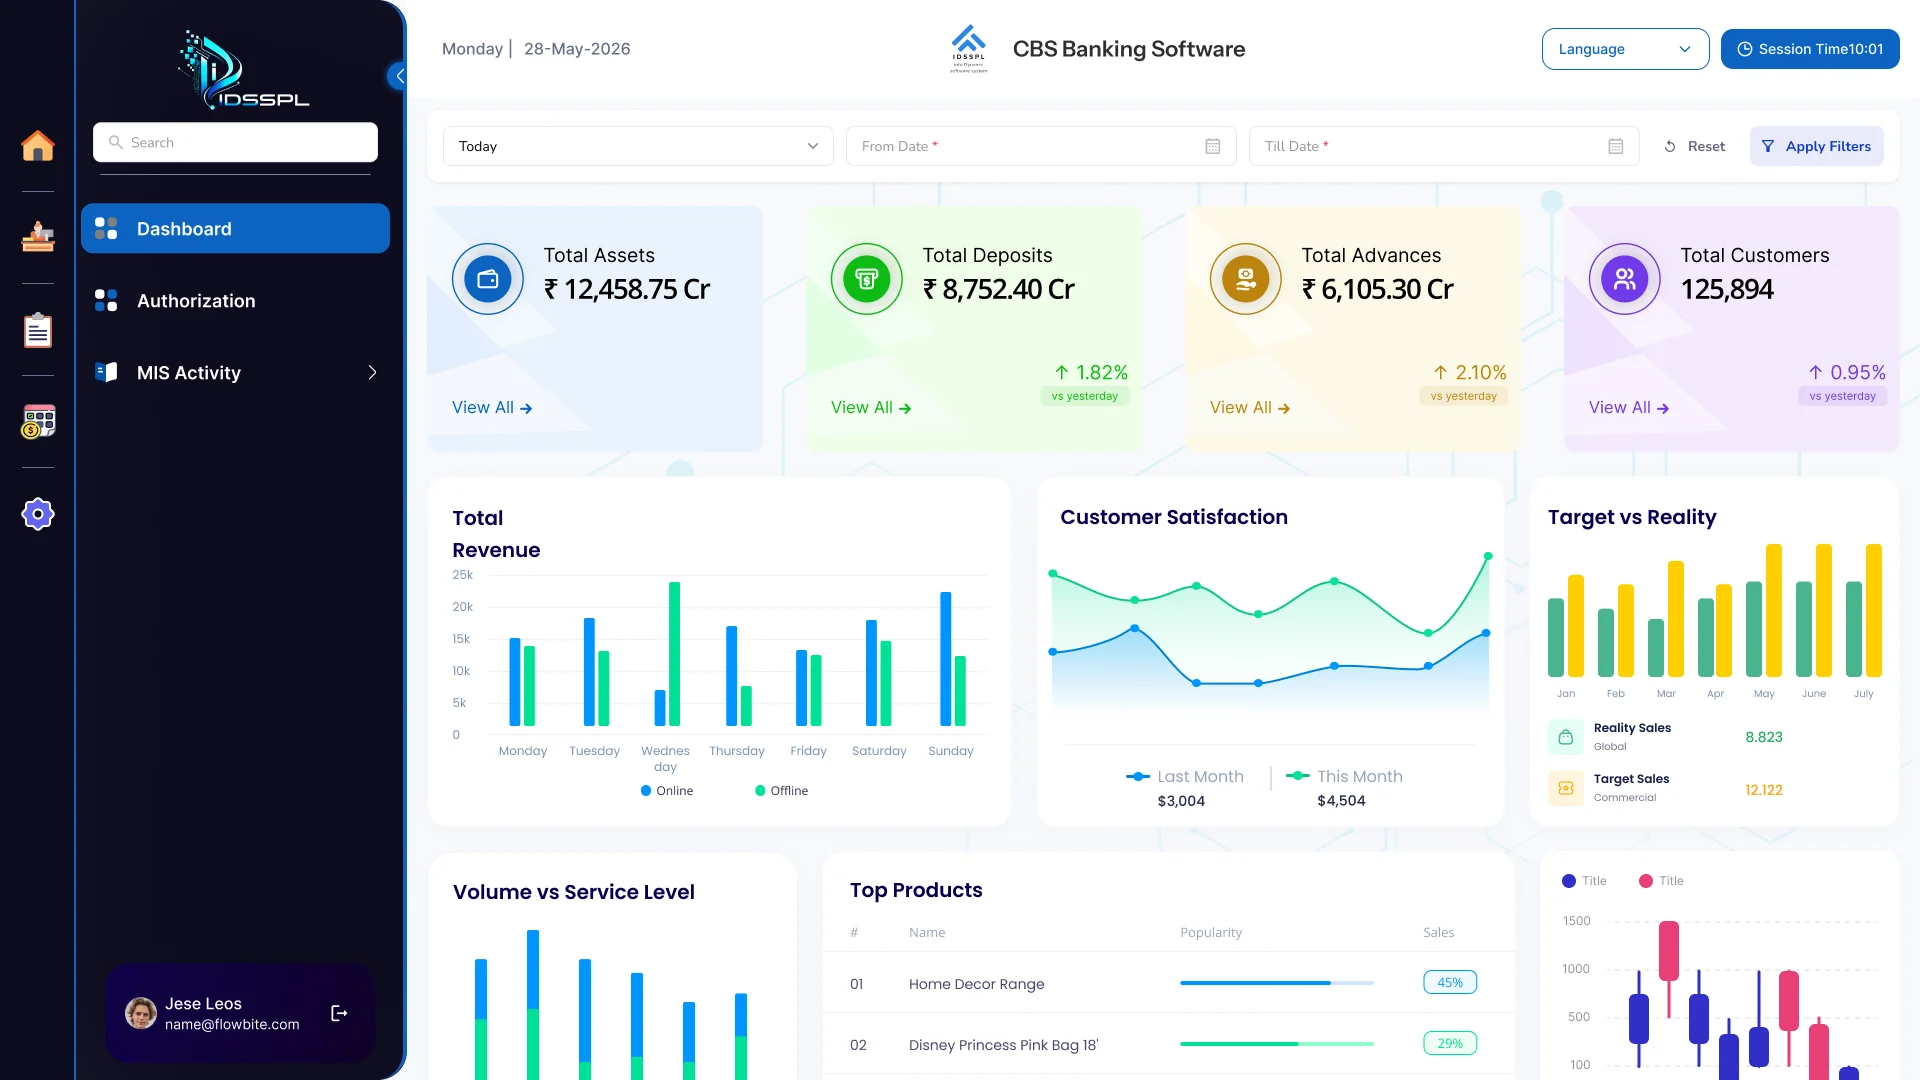 IDSSPL
Search
Dashboard
Authorization
MIS Activity
Jese Leos
name@flowbite.com
Monday | 28-May-2026
IDSSPL
Info Dynamic
software system
CBS Banking Software
Language
Session Time10:01
Today
From Date *
Till Date *
Reset
Apply Filters
Total Assets
₹ 12,458.75 Cr
View All
Total Deposits
₹ 8,752.40 Cr
1.82%
vs yesterday
View All
Total Advances
₹ 6,105.30 Cr
2.10%
vs yesterday
View All
Total Customers
125,894
0.95%
vs yesterday
View All
Total
Revenue
25k
20k
15k
10k
5k
0
Monday Tuesday Wednes
day Thursday Friday Saturday Sunday
Online Offline
Customer Satisfaction
Last Month
$3,004
This Month
$4,504
Target vs Reality
Jan Feb Mar Apr May June July
Reality Sales
Global
8.823
Target Sales
Commercial
12.122
Volume vs Service Level
Top Products
# Name Popularity Sales
01 Home Decor Range 45%
02 Disney Princess Pink Bag 18' 29%
Title Title
1500
1000
500
100